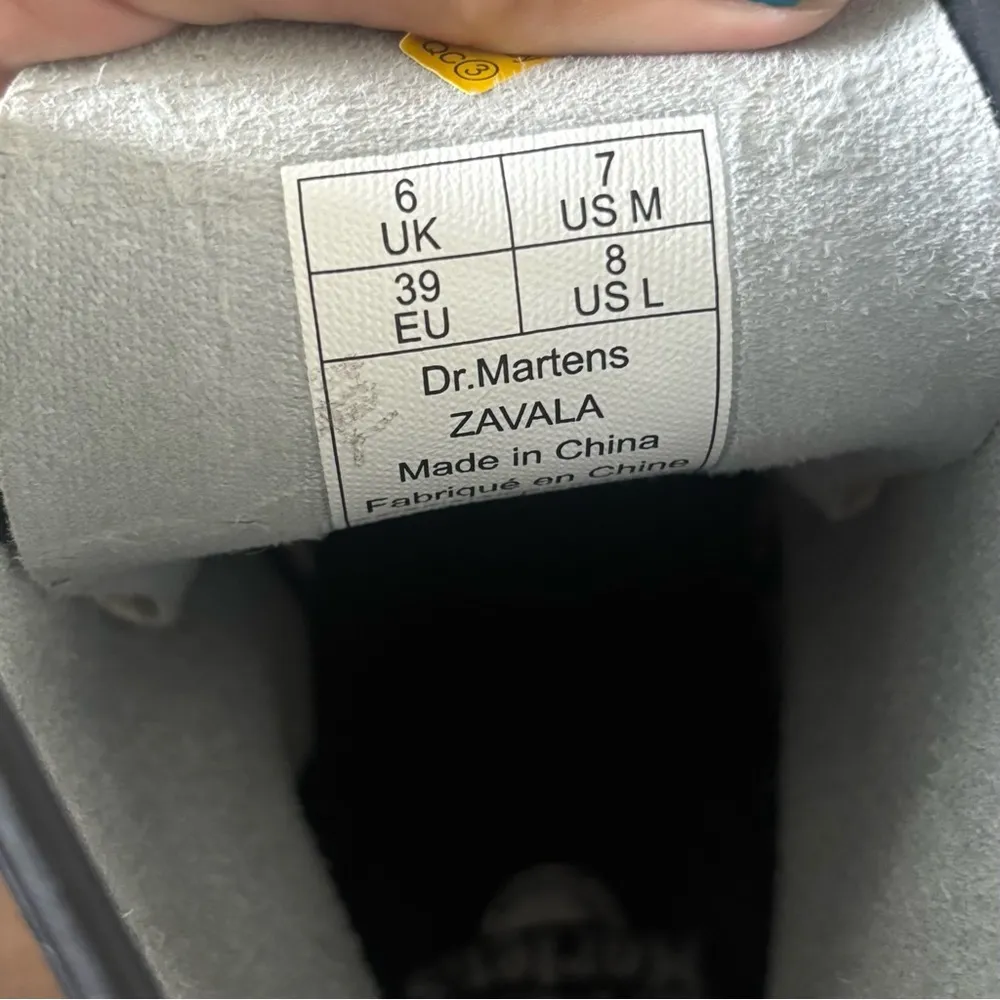 QC③
6
UK
7
US M
39
EU
8
US L
Dr.Martens
ZAVALA
Made in China
Fabriqué en Chine